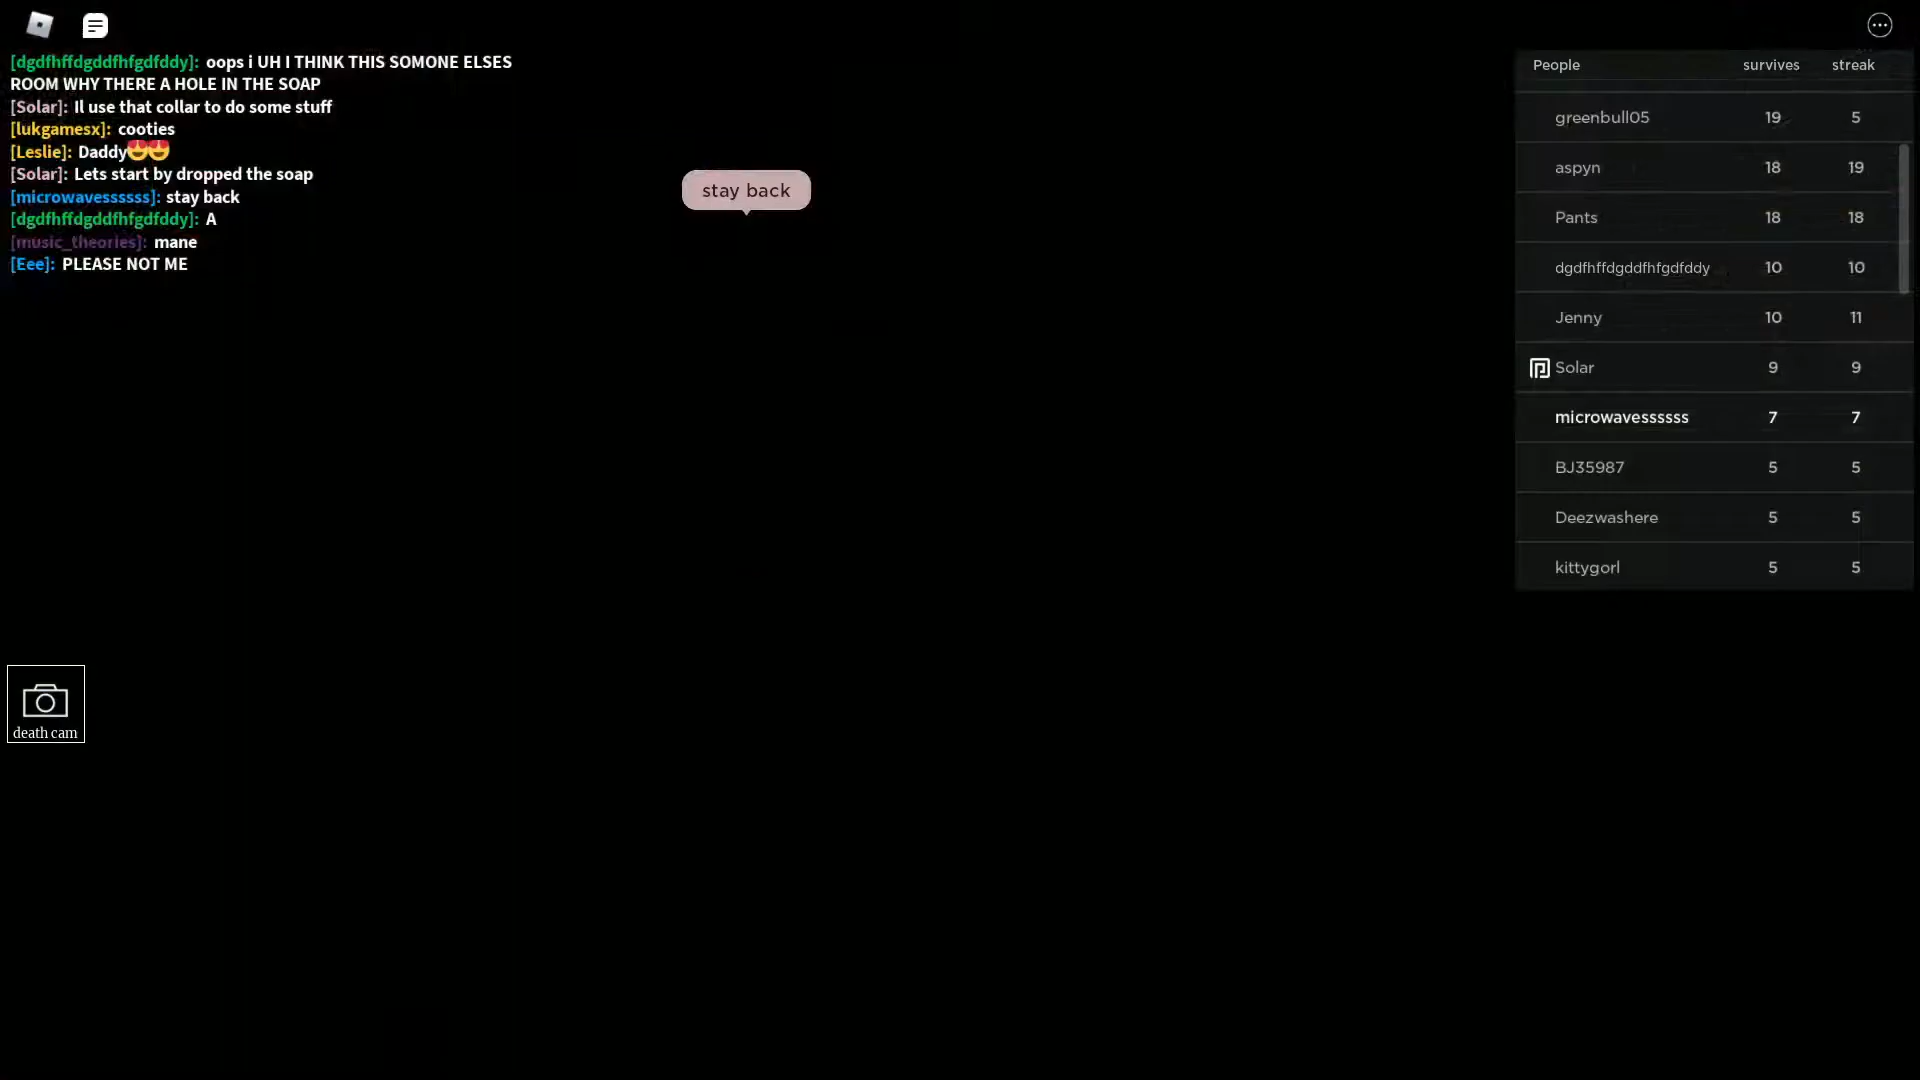 [dgdfhffdgddfhfgdfddy]: oops i UH I THINK THIS SOMONE ELSES
ROOM WHY THERE A HOLE IN THE SOAP
[Solar]: Il use that collar to do some stuff
[lukgamesx]: cooties
[Leslie]: Daddy😍😍
[Solar]: Lets start by dropped the soap
[microwavessssss]: stay back
[dgdfhffdgddfhfgdfddy]: A
[music_theories]: mane
[Eee]: PLEASE NOT ME
stay back
People survives streak
greenbull05 19 5
aspyn 18 19
Pants 18 18
dgdfhffdgddfhfgdfddy 10 10
Jenny 10 11
Solar 9 9
microwavessssss 7 7
BJ35987 5 5
Deezwashere 5 5
kittygorl 5 5
death cam